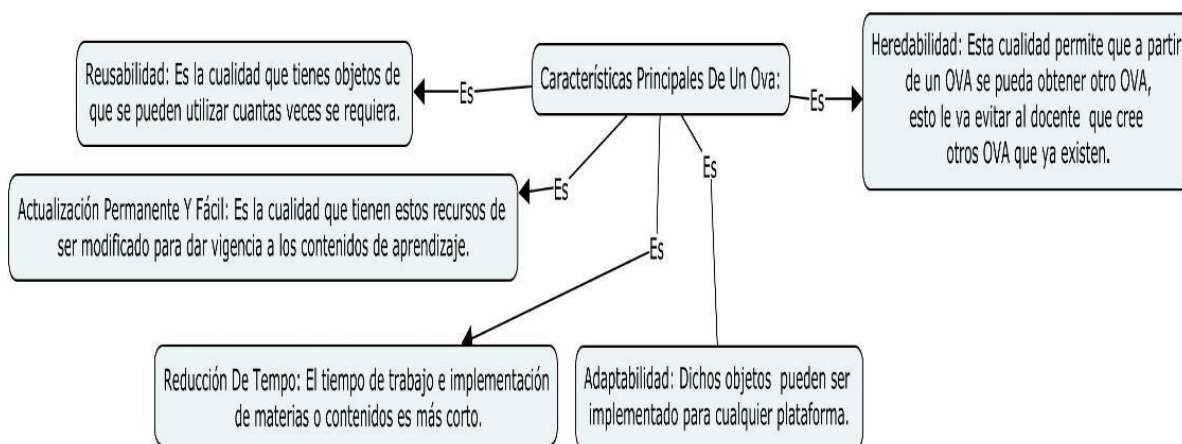 Características Principales De Un Ova:
Es
Reusabilidad: Es la cualidad que tienes objetos de
que se pueden utilizar cuantas veces se requiera.
Es
Heredabilidad: Esta cualidad permite que a partir
de un OVA se pueda obtener otro OVA,
esto le va evitar al docente que cree
otros OVA que ya existen.
Es
Actualización Permanente Y Fácil: Es la cualidad que tienen estos recursos de
ser modificado para dar vigencia a los contenidos de aprendizaje.
Es
Reducción De Tempo: El tiempo de trabajo e implementación
de materias o contenidos es más corto.
Es
Adaptabilidad: Dichos objetos pueden ser
implementado para cualquier plataforma.